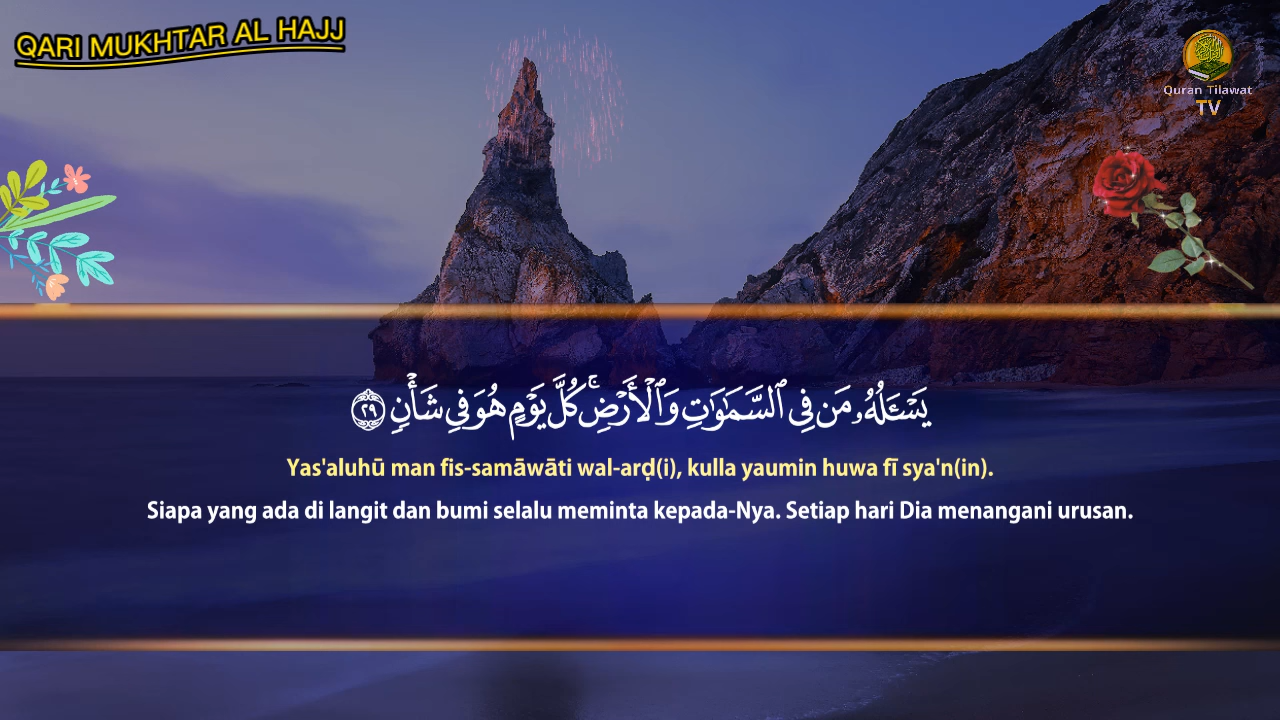 QARI MUKHTAR AL HAJJ
Quran Tilawat
TV
يَسْـَٔلُهُۥ مَن فِى ٱلسَّمَـٰوَٰتِ وَٱلْأَرْضِ ۚ كُلَّ يَوْمٍ هُوَ فِى شَأْنٍ ٢٩
Yas'aluhū man fis-samāwāti wal-arḍ(i), kulla yaumin huwa fī sya'n(in).
Siapa yang ada di langit dan bumi selalu meminta kepada-Nya. Setiap hari Dia menangani urusan.